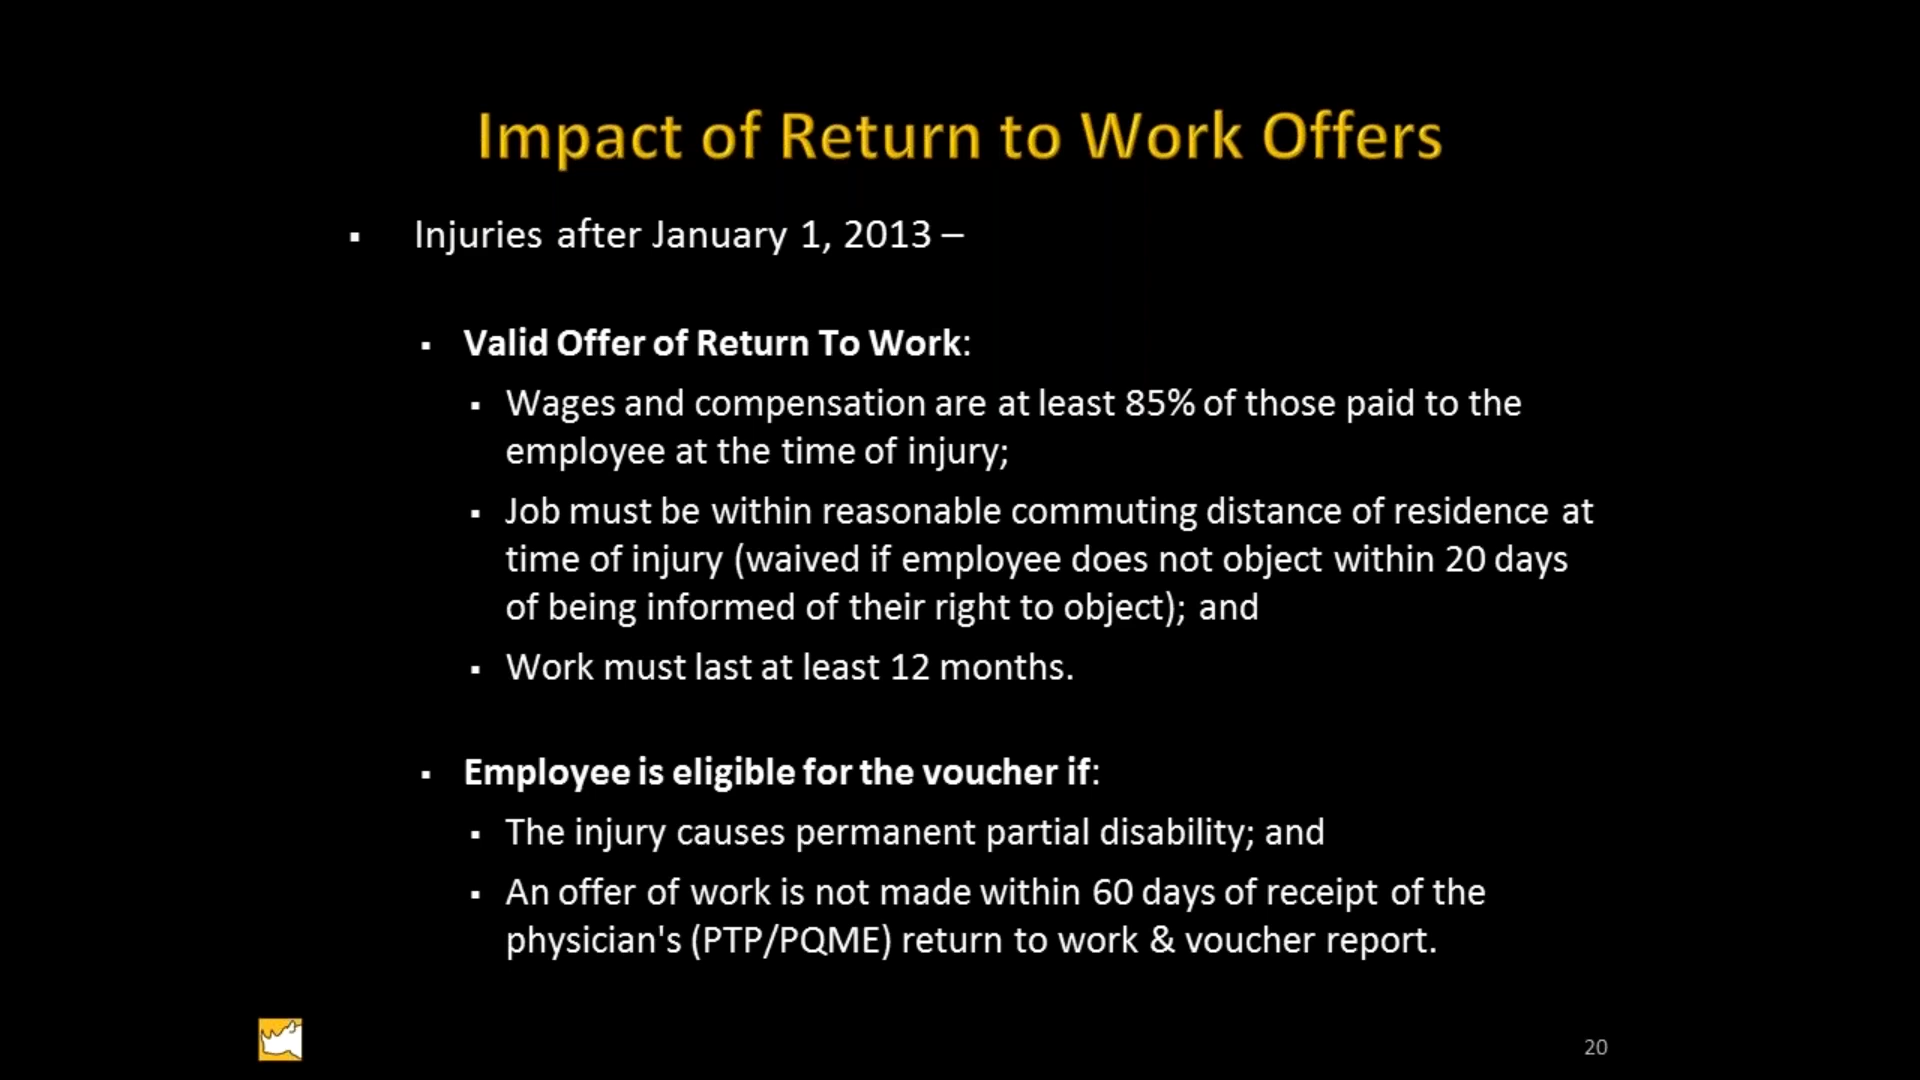 Impact of Return to Work Offers
▪ Injuries after January 1, 2013 –
▪ Valid Offer of Return To Work:
▪ Wages and compensation are at least 85% of those paid to the
employee at the time of injury;
▪ Job must be within reasonable commuting distance of residence at
time of injury (waived if employee does not object within 20 days
of being informed of their right to object); and
▪ Work must last at least 12 months.
▪ Employee is eligible for the voucher if:
▪ The injury causes permanent partial disability; and
▪ An offer of work is not made within 60 days of receipt of the
physician's (PTP/PQME) return to work & voucher report.
20